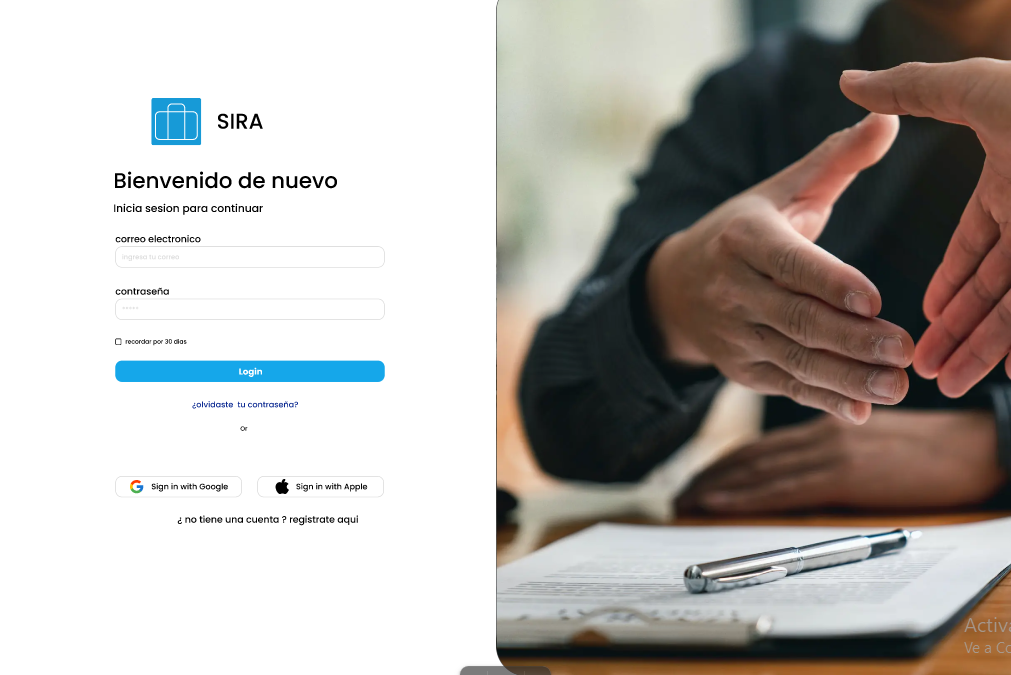 SIRA
Bienvenido de nuevo
Inicia sesion para continuar
correo electronico
Ingresa tu correo
contraseña
*****
recordar por 30 dias
Login
¿olvidaste tu contraseña?
Or
Sign in with Google
Sign in with Apple
¿ no tiene una cuenta ? registrate aqui
Activa
Ve a Co